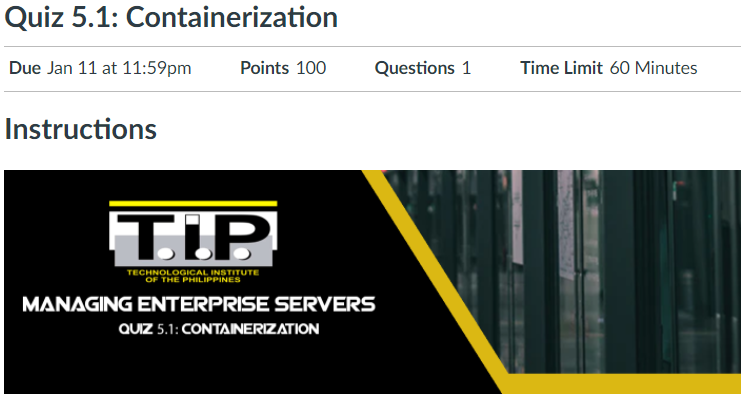 Quiz 5.1: Containerization
Due Jan 11 at 11:59pm Points 100 Questions 1 Time Limit 60 Minutes
Instructions
T.I.P.
TECHNOLOGICAL INSTITUTE
OF THE PHILIPPINES
MANAGING ENTERPRISE SERVERS
QUIZ 5.1: CONTAINERIZATION